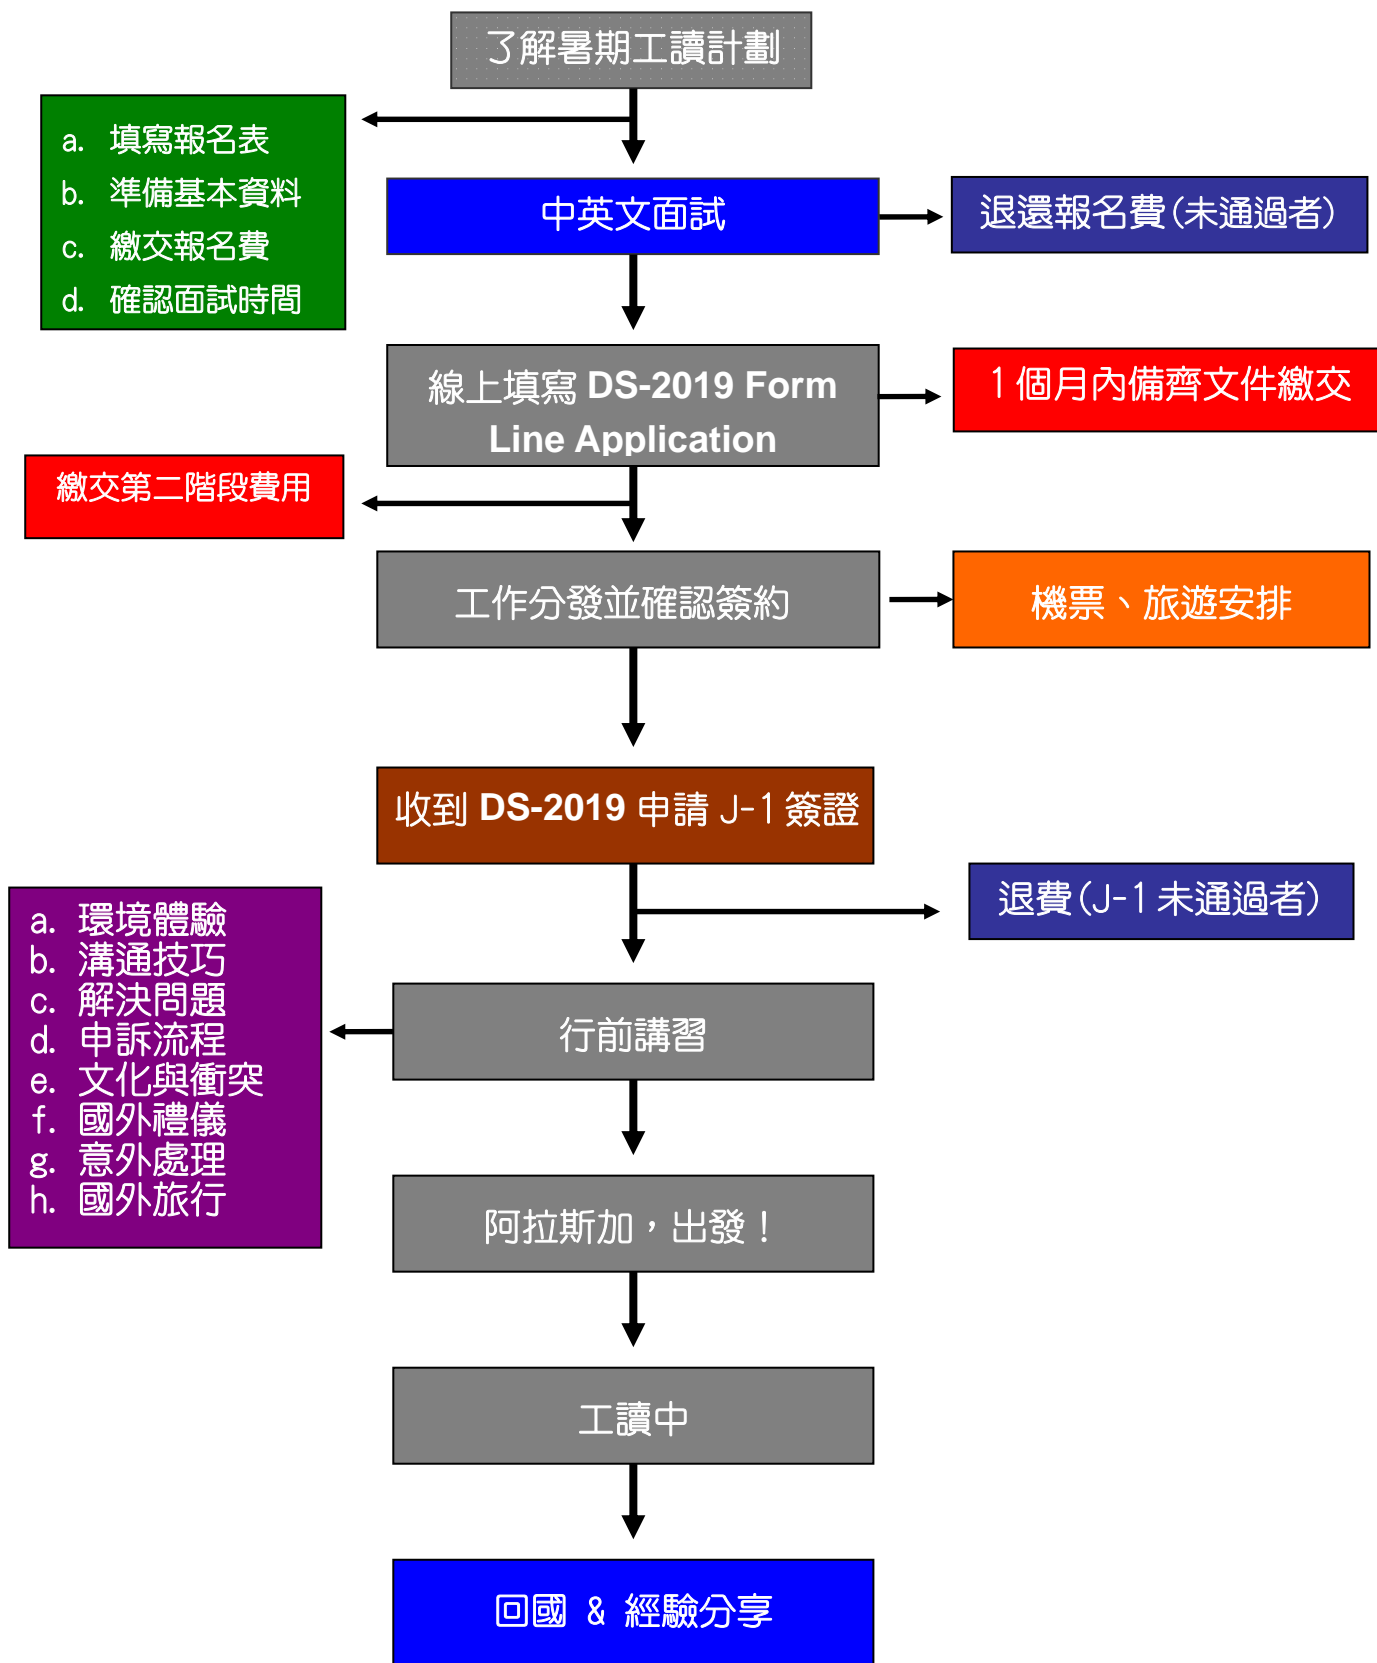 了解暑期工讀計劃
a. 填寫報名表
b. 準備基本資料
c. 繳交報名費
d. 確認面試時間
中英文面試
退還報名費(未通過者)
線上填寫 DS-2019 Form
Line Application
1個月內備齊文件繳交
繳交第二階段費用
工作分發並確認簽約
機票、旅遊安排
收到 DS-2019 申請 J-1 簽證
退費(J-1 未通過者)
a. 環境體驗
b. 溝通技巧
c. 解決問題
d. 申訴流程
e. 文化與衝突
f. 國外禮儀
g. 意外處理
h. 國外旅行
行前講習
阿拉斯加，出發！
工讀中
回國 & 經驗分享